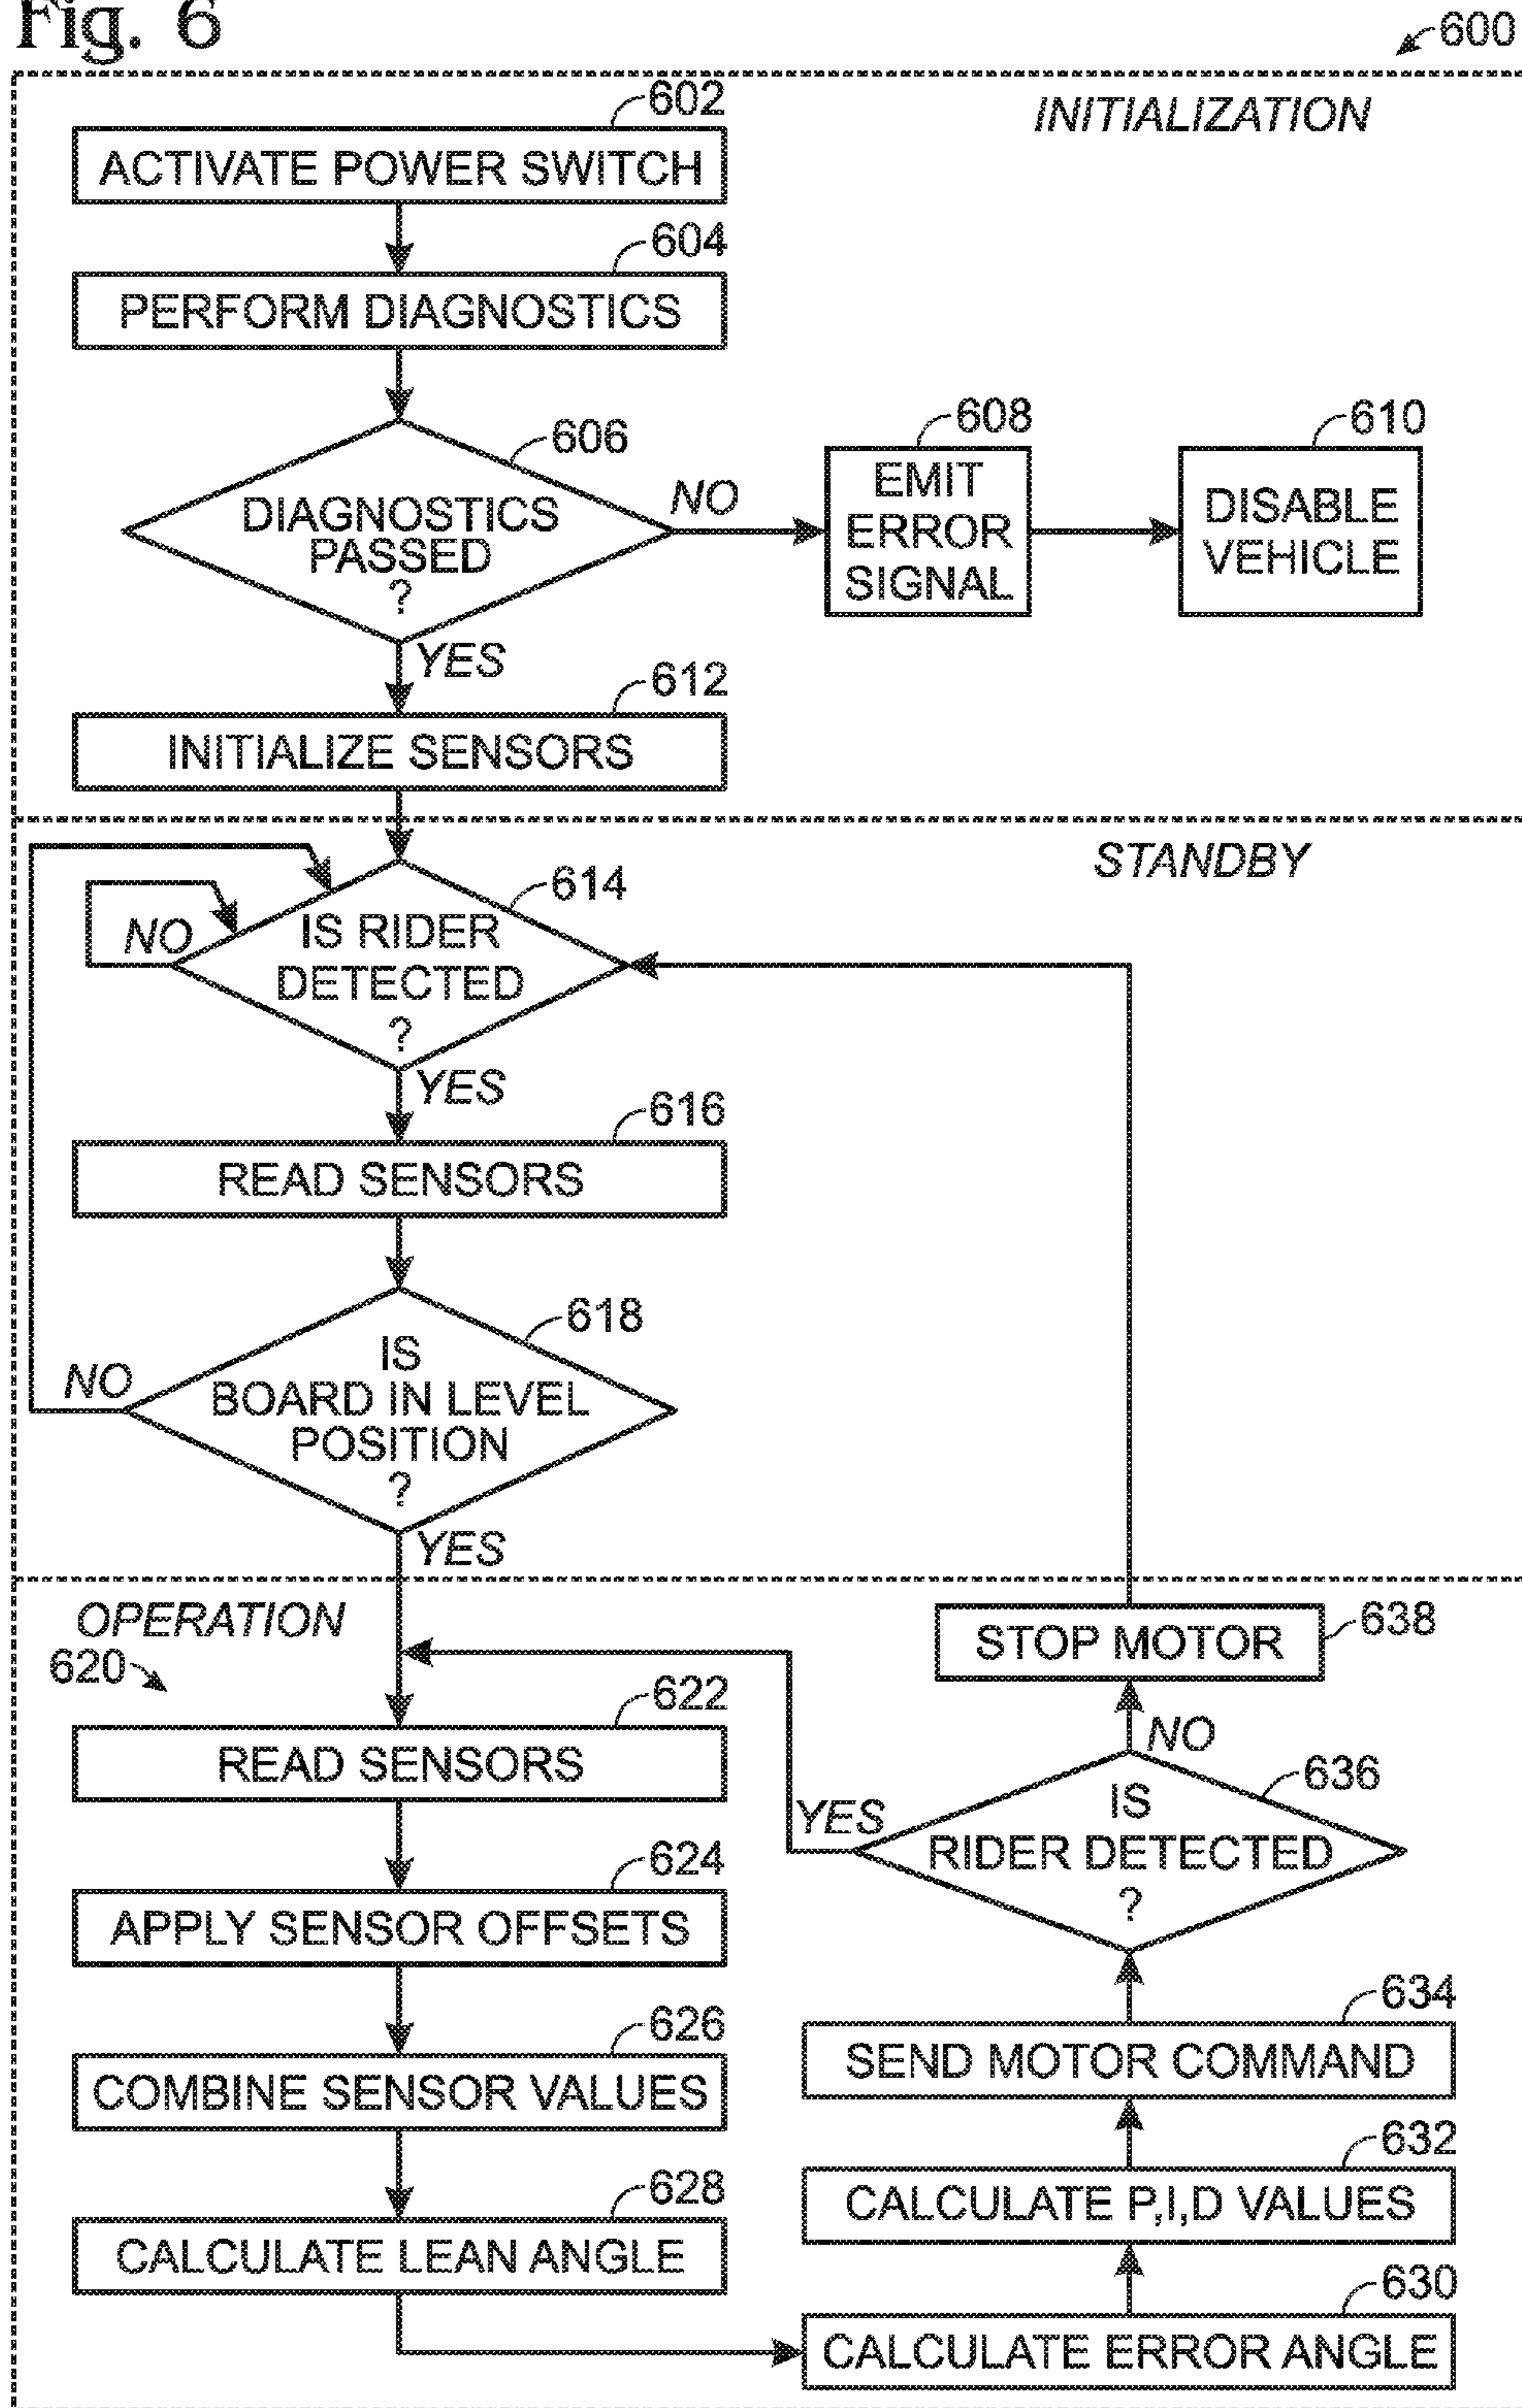 Fig. 6
600
INITIALIZATION
602
ACTIVATE POWER SWITCH
604
PERFORM DIAGNOSTICS
606
DIAGNOSTICS
PASSED
?
NO
608
EMIT
ERROR
SIGNAL
610
DISABLE
VEHICLE
YES
612
INITIALIZE SENSORS
STANDBY
614
IS RIDER
DETECTED
?
NO
YES
616
READ SENSORS
618
IS
BOARD IN LEVEL
POSITION
?
NO
YES
OPERATION
620
622
READ SENSORS
624
APPLY SENSOR OFFSETS
626
COMBINE SENSOR VALUES
628
CALCULATE LEAN ANGLE
630
CALCULATE ERROR ANGLE
632
CALCULATE P,I,D VALUES
634
SEND MOTOR COMMAND
636
IS
RIDER DETECTED
?
YES
NO
638
STOP MOTOR